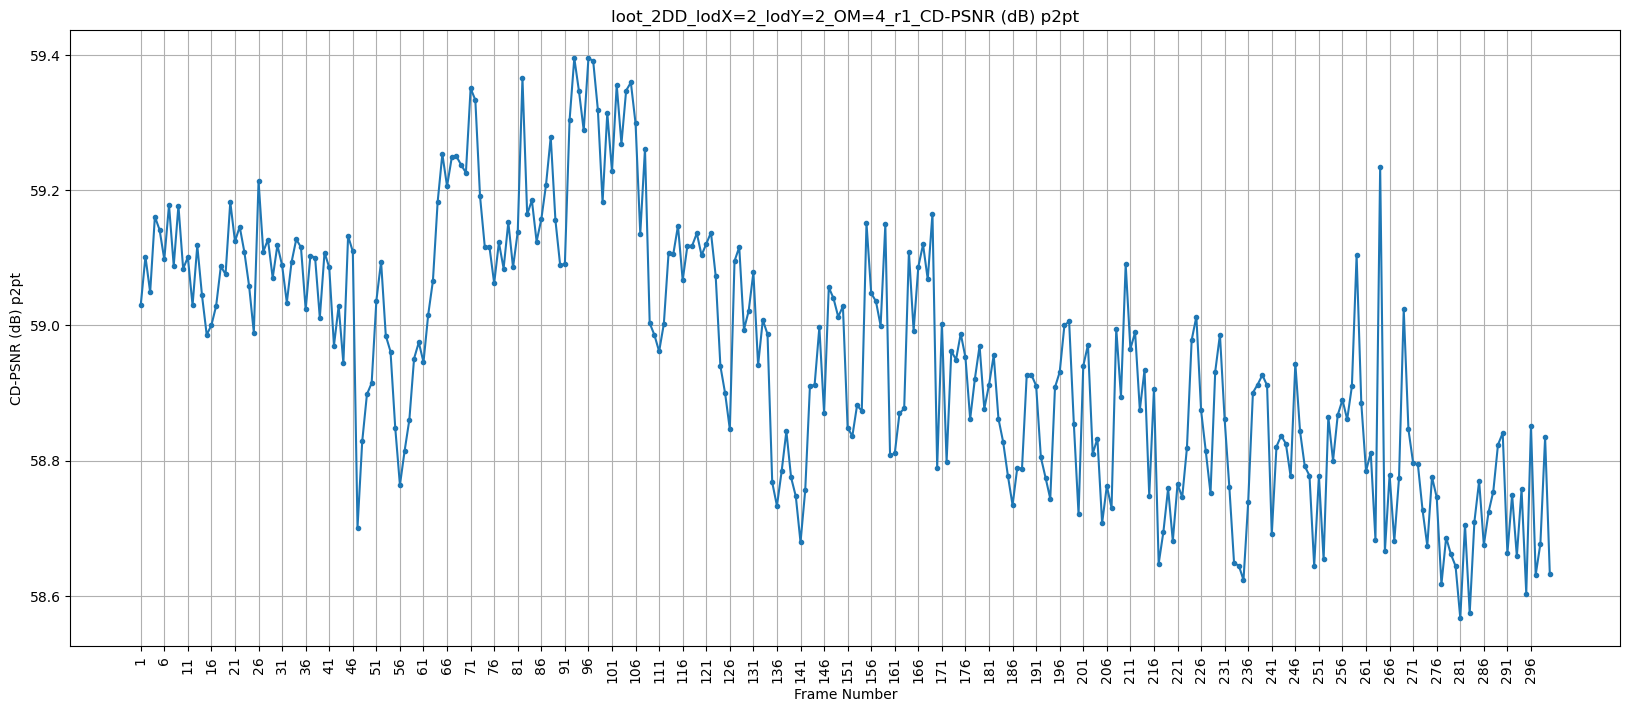 loot_2DD_lodX=2_lodY=2_OM=4_r1_CD-PSNR (dB) p2pt
CD-PSNR (dB) p2pt
59.4
59.2
59.0
58.8
58.6
1 6 11 16 21 26 31 36 41 46 51 56 61 66 71 76 81 86 91 96 101 106 111 116 121 126 131 136 141 146 151 156 161 166 171 176 181 186 191 196 201 206 211 216 221 226 231 236 241 246 251 256 261 266 271 276 281 286 291 296
Frame Number